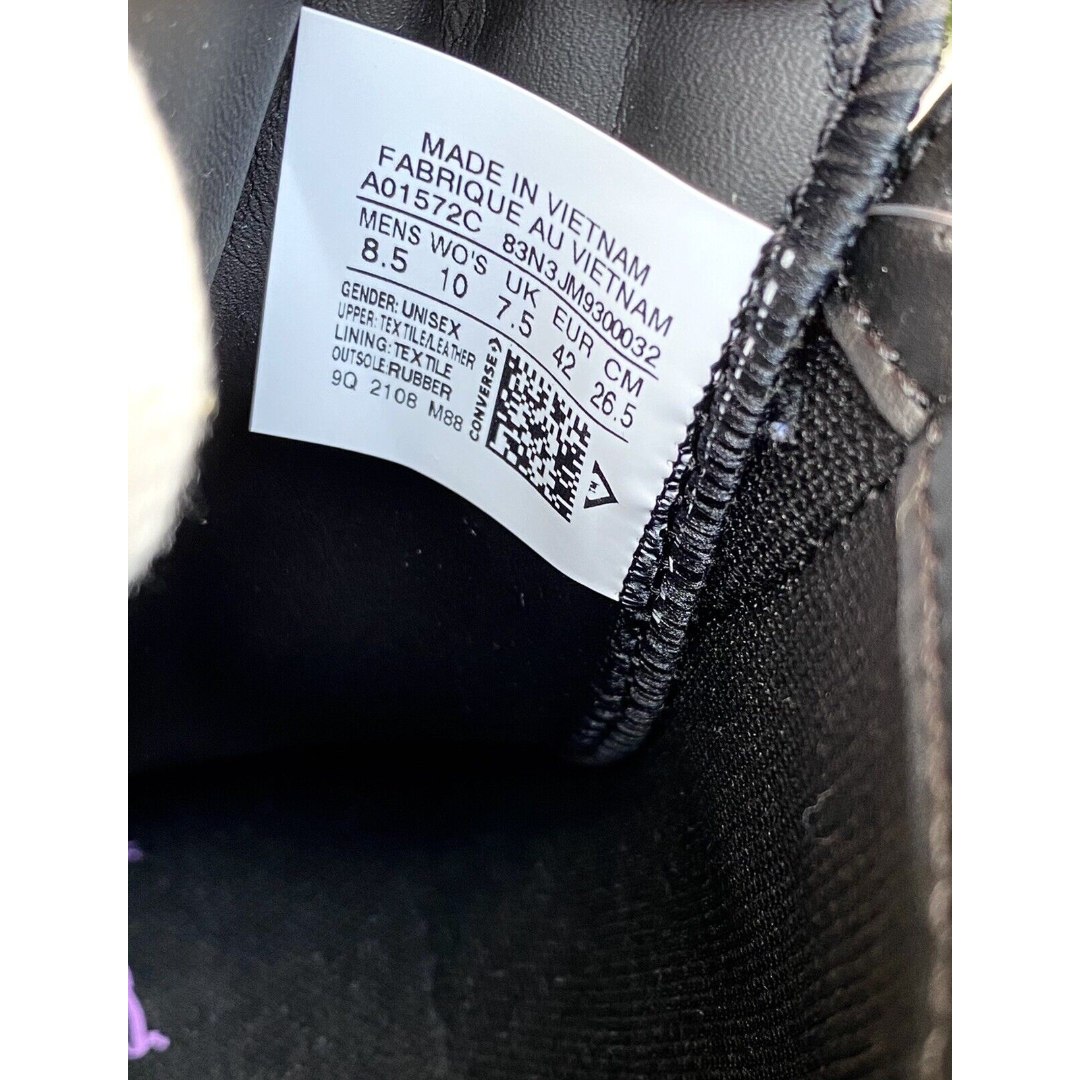 MADE IN VIETNAM
FABRIQUE AU VIETNAM
A01572C 83N3JM9300032
MENS WO'S UK EUR CM
8.5 10 7.5 42 26.5
GENDER: UNISEX
UPPER: TEXTILE/LEATHER
LINING: TEXTILE
OUTSOLE: RUBBER
9Q 2108 M88
CONVERSE
TM